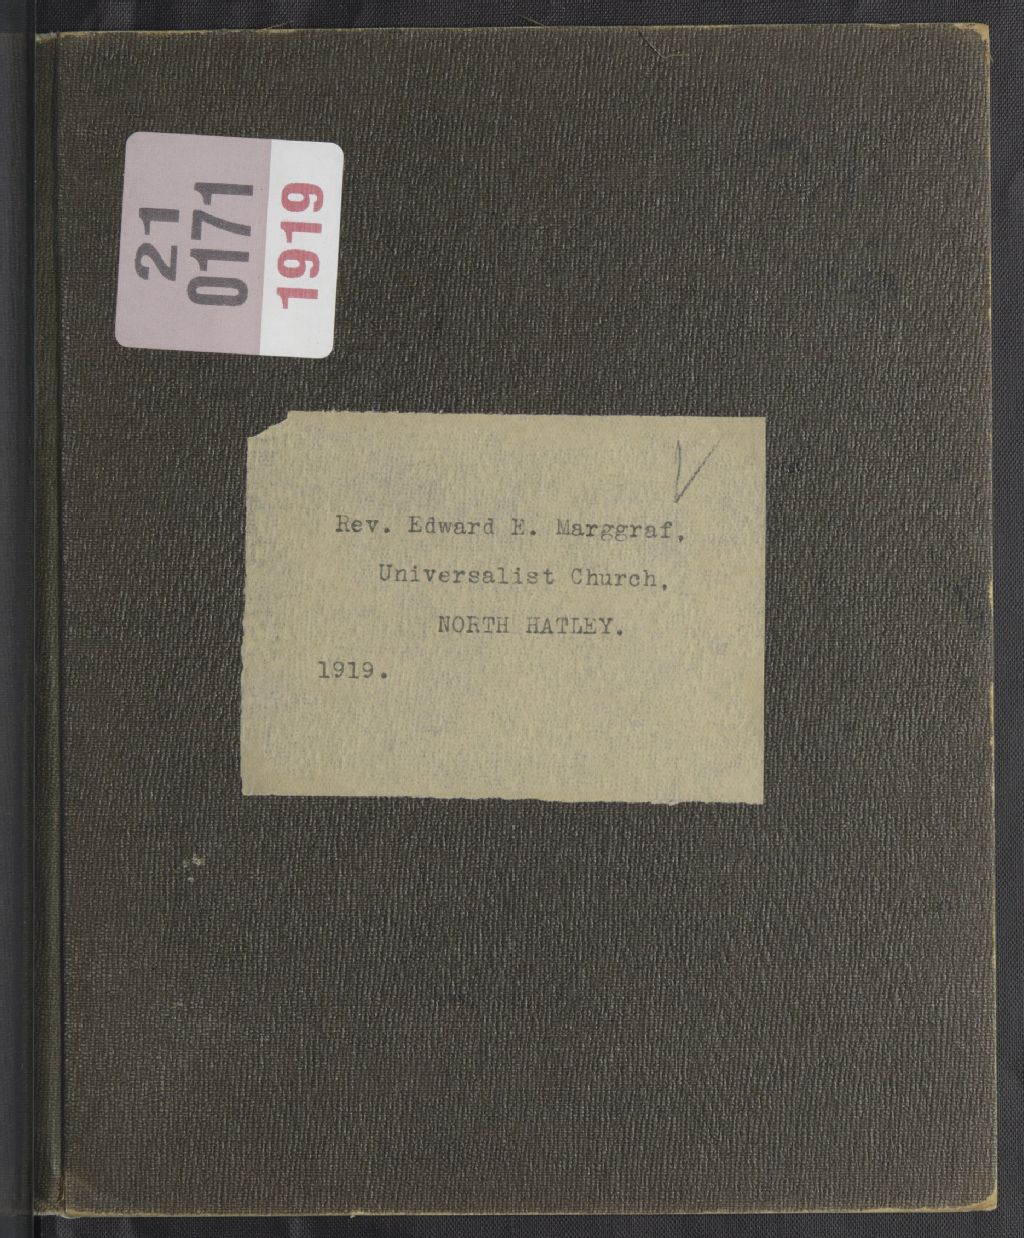 21
0171
1919
Rev. Edward E. Marggraf,
Universalist Church,
NORTH HATLEY.
1919.